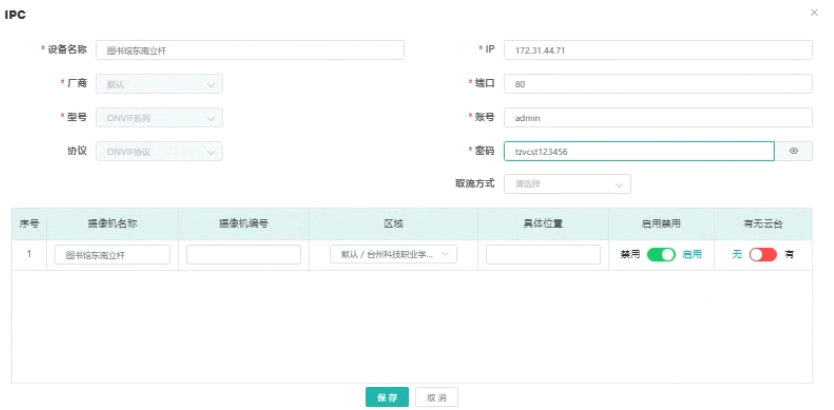 IPC
* 设备名称 图书馆东南立杆 * IP 172.31.44.71
* 厂商 默认 * 端口 80
* 型号 ONVIF系列 * 账号 admin
协议 ONVIF协议 * 密码 tzvcst123456
取流方式 请选择
序号 摄像机名称 摄像机编号 区域 具体位置 启用禁用 有无云台
1 图书馆东南立杆 默认 / 台州科技职业学... 禁用 启用 无 有
保存 取消